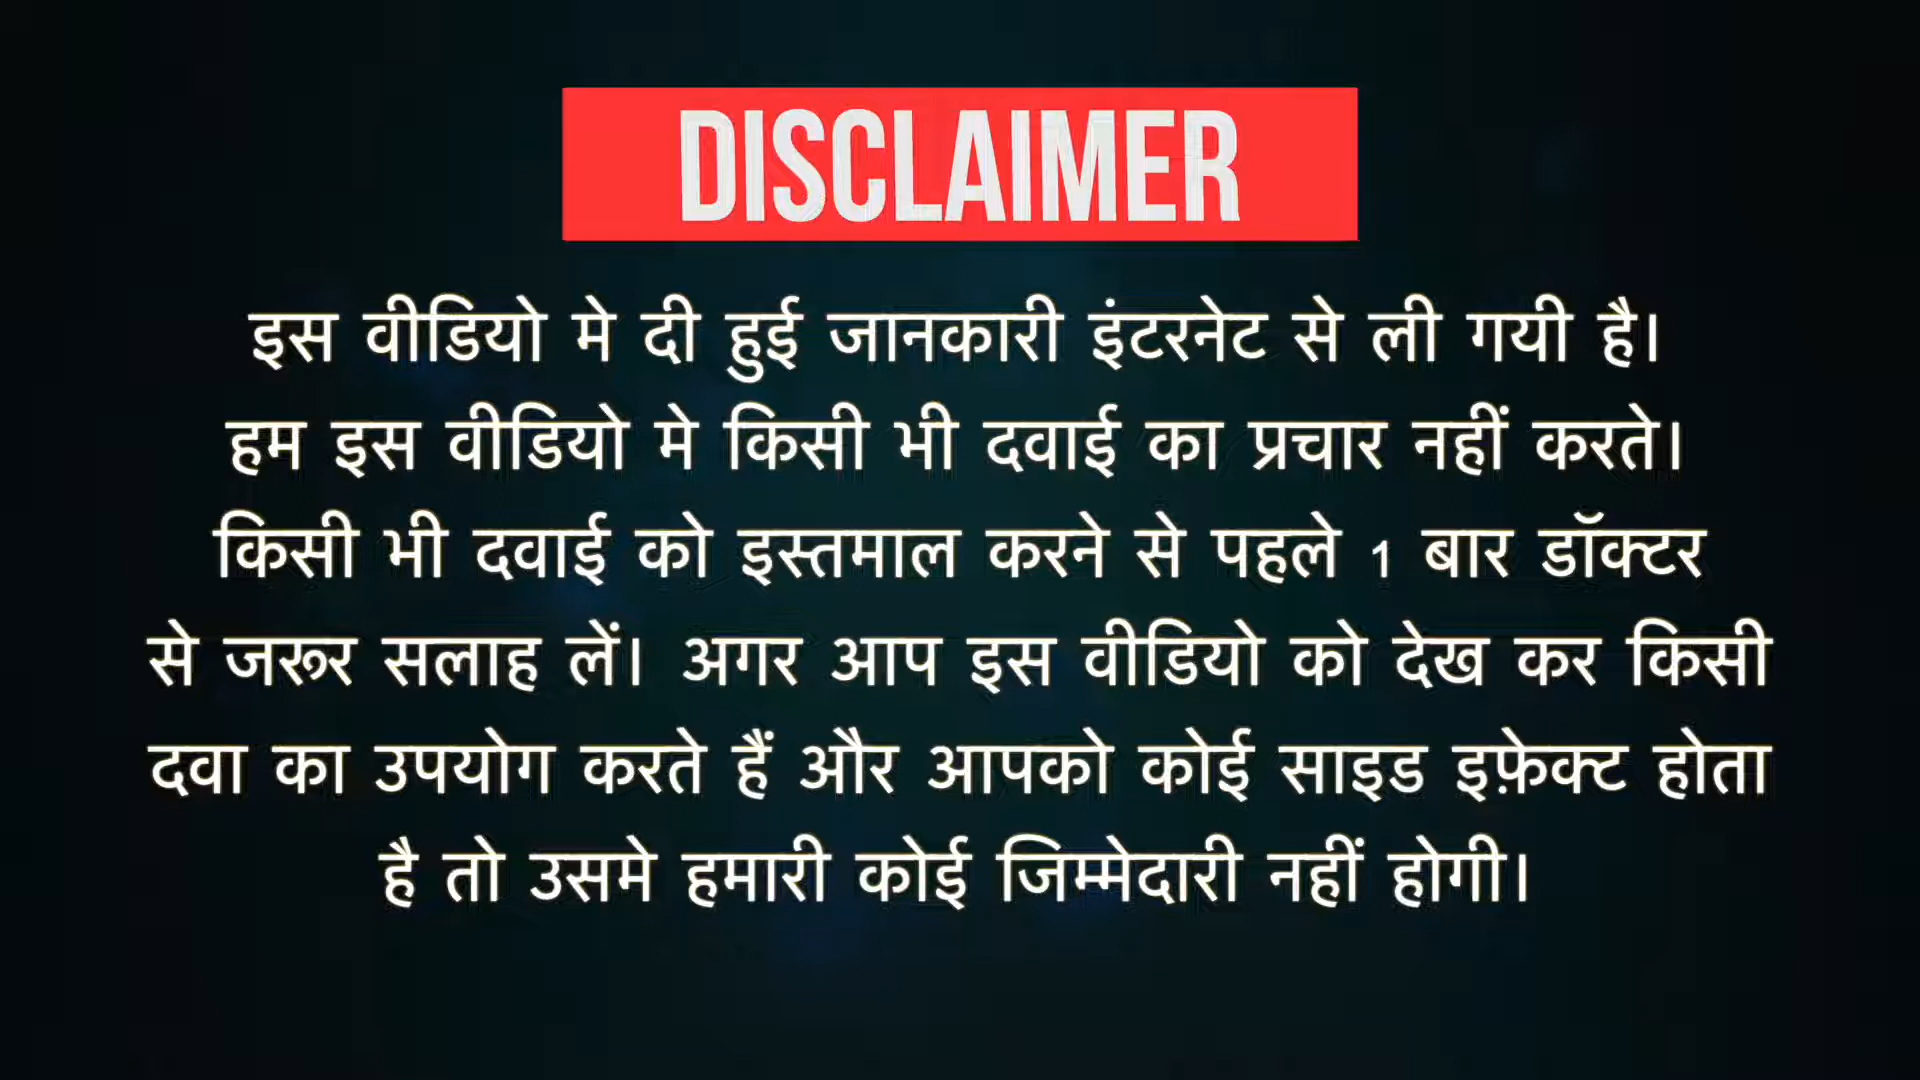 DISCLAIMER
इस वीडियो मे दी हुई जानकारी इंटरनेट से ली गयी है।
हम इस वीडियो मे किसी भी दवाई का प्रचार नहीं करते।
किसी भी दवाई को इस्तमाल करने से पहले 1 बार डॉक्टर
से जरूर सलाह लें। अगर आप इस वीडियो को देख कर किसी
दवा का उपयोग करते हैं और आपको कोई साइड इफ़ेक्ट होता
है तो उसमे हमारी कोई जिम्मेदारी नहीं होगी।